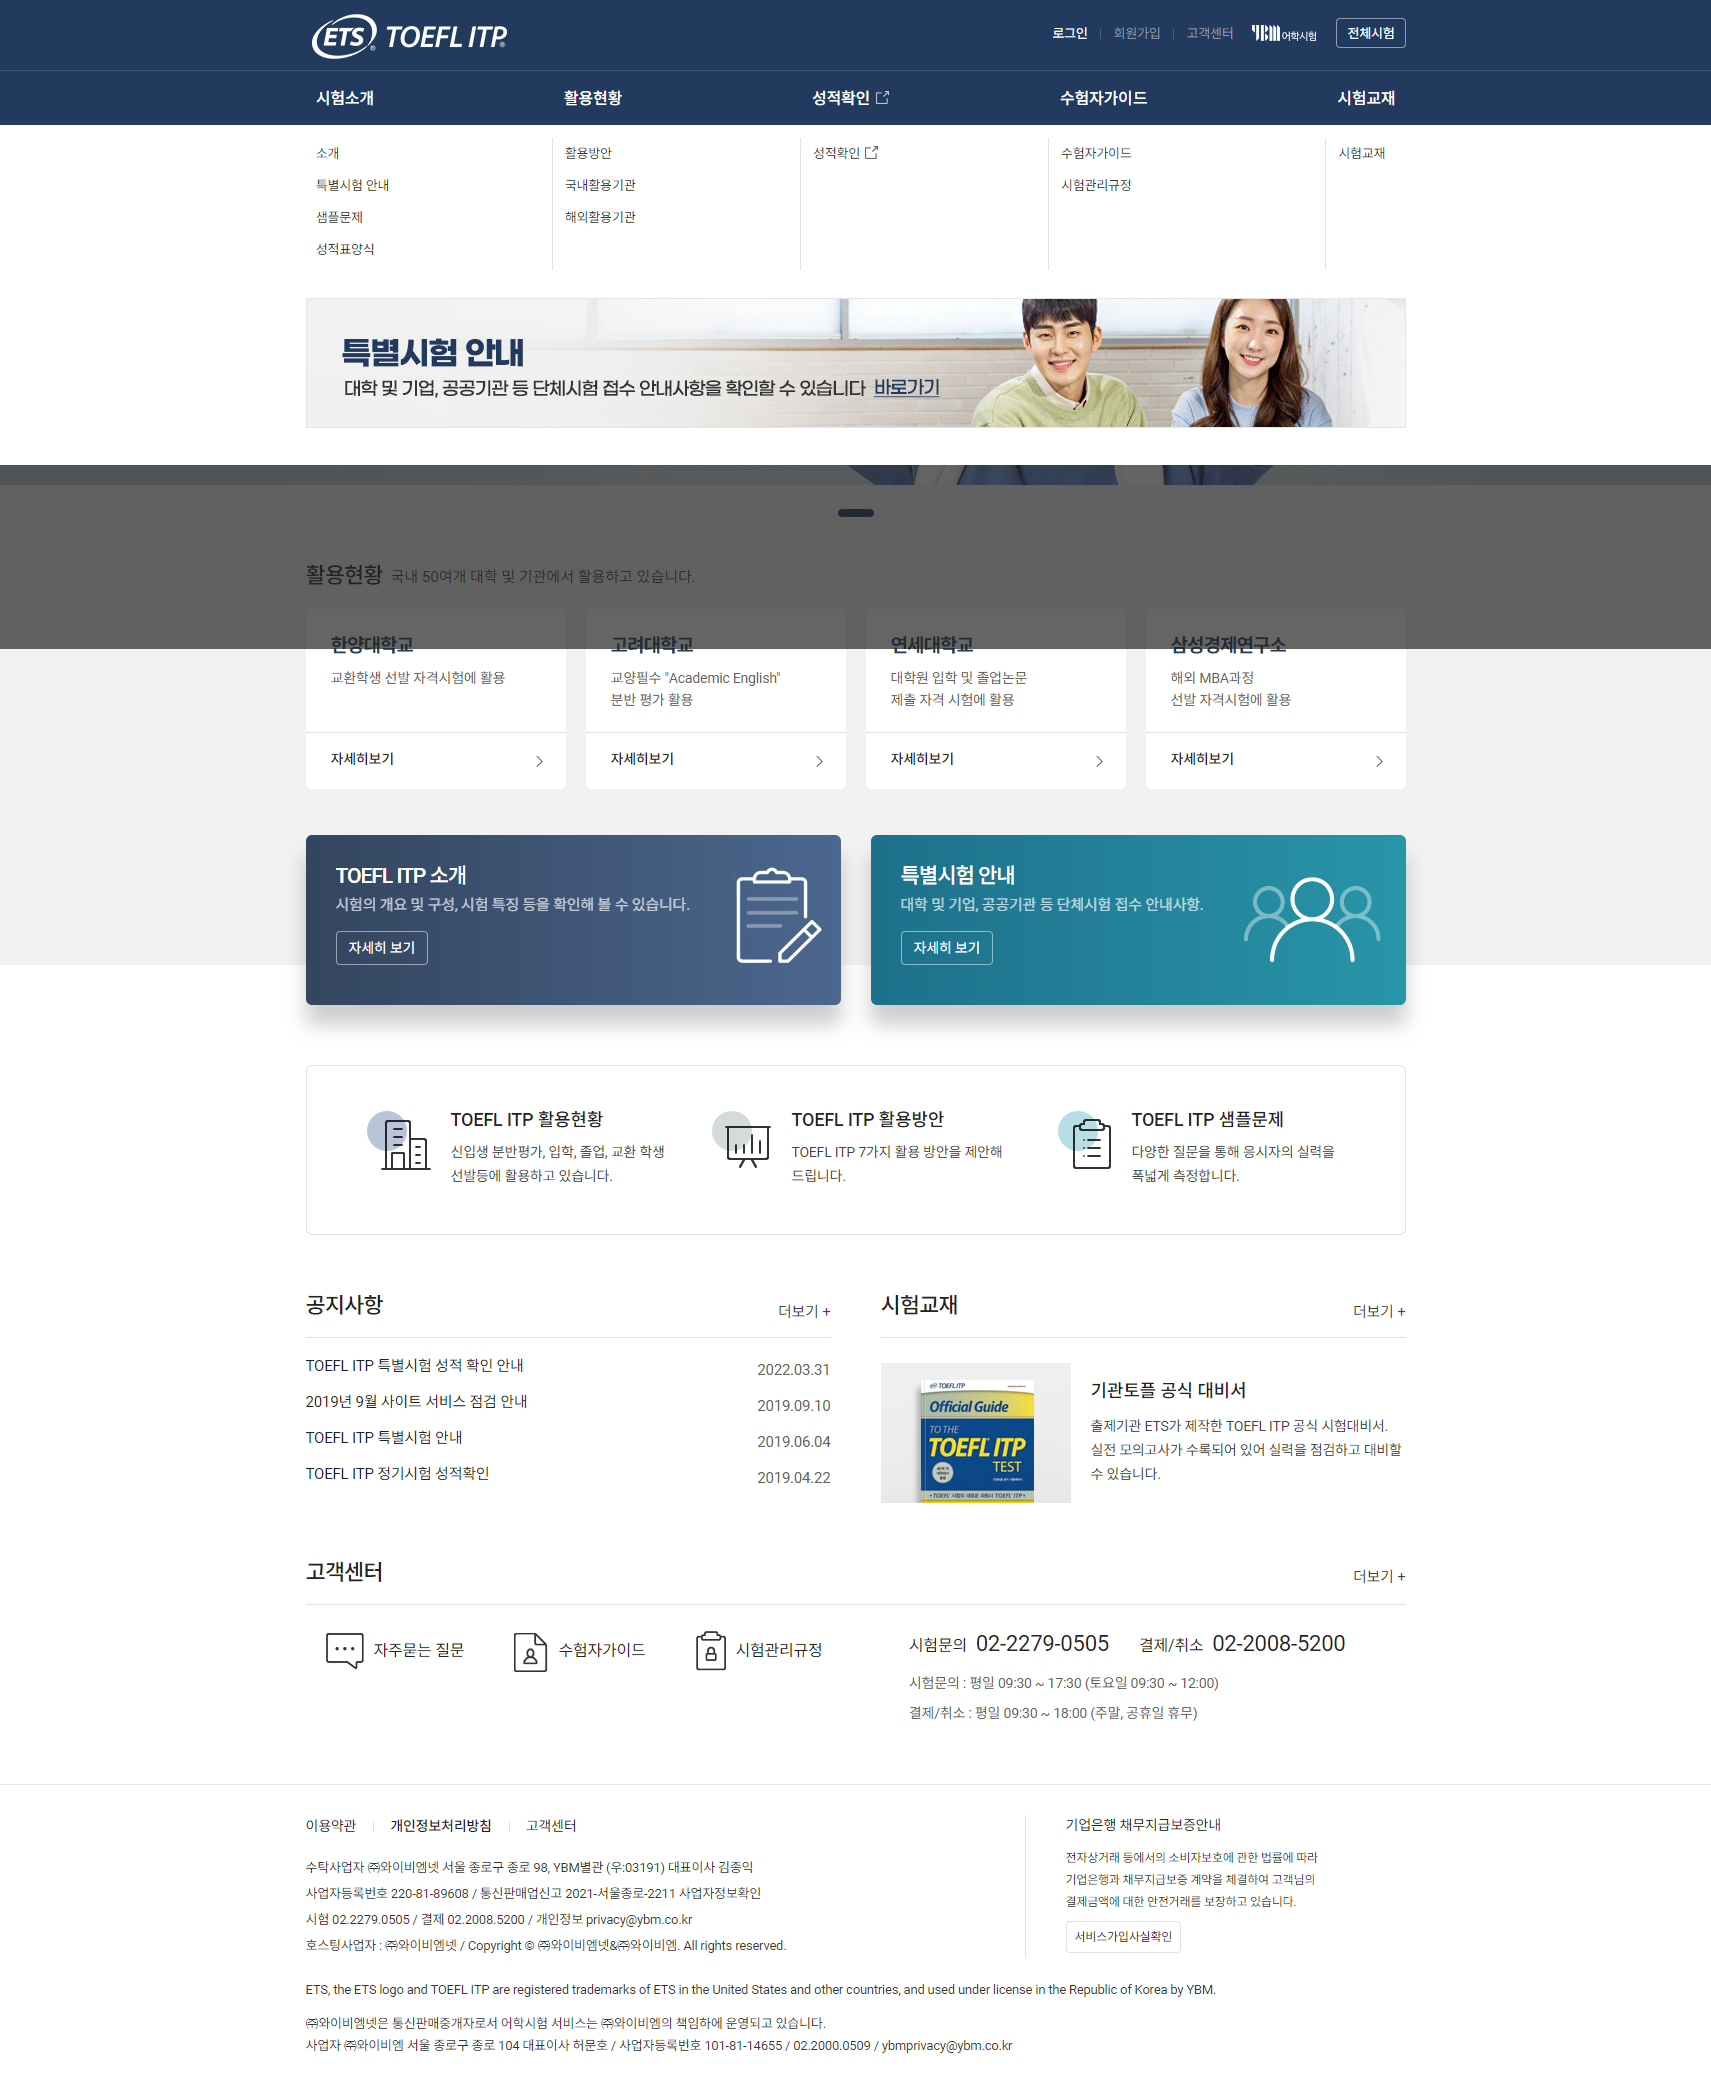 ETS TOEFL ITP
로그인
회원가입
고객센터
YBM 어학시험
전체시험
시험소개
활용현황
성적확인
수험자가이드
시험교재
소개
특별시험 안내
샘플문제
성적표양식
활용방안
국내활용기관
해외활용기관
성적확인
수험자가이드
시험관리규정
시험교재
특별시험 안내
대학 및 기업, 공공기관 등 단체시험 접수 안내사항을 확인할 수 있습니다 바로가기
활용현황 국내 50여개 대학 및 기관에서 활용하고 있습니다.
한양대학교
교환학생 선발 자격시험에 활용
자세히보기
고려대학교
교양필수 "Academic English"
분반 평가 활용
자세히보기
연세대학교
대학원 입학 및 졸업논문
제출 자격 시험에 활용
자세히보기
삼성경제연구소
해외 MBA과정
선발 자격시험에 활용
자세히보기
TOEFL ITP 소개
시험의 개요 및 구성, 시험 특징 등을 확인해 볼 수 있습니다.
자세히 보기
특별시험 안내
대학 및 기업, 공공기관 등 단체시험 접수 안내사항.
자세히 보기
TOEFL ITP 활용현황
신입생 분반평가, 입학, 졸업, 교환 학생
선발등에 활용하고 있습니다.
TOEFL ITP 활용방안
TOEFL ITP 7가지 활용 방안을 제안해
드립니다.
TOEFL ITP 샘플문제
다양한 질문을 통해 응시자의 실력을
폭넓게 측정합니다.
공지사항
더보기 +
TOEFL ITP 특별시험 성적 확인 안내 2022.03.31
2019년 9월 사이트 서비스 점검 안내 2019.09.10
TOEFL ITP 특별시험 안내 2019.06.04
TOEFL ITP 정기시험 성적확인 2019.04.22
시험교재
더보기 +
TOEFL ITP
Official Guide
TO THE
TOEFL ITP
TEST
기관토플 공식 대비서
출제기관 ETS가 제작한 TOEFL ITP 공식 시험대비서.
실전 모의고사가 수록되어 있어 실력을 점검하고 대비할
수 있습니다.
고객센터
더보기 +
자주묻는 질문
수험자가이드
시험관리규정
시험문의 02-2279-0505 결제/취소 02-2008-5200
시험문의 : 평일 09:30 ~ 17:30 (토요일 09:30 ~ 12:00)
결제/취소 : 평일 09:30 ~ 18:00 (주말, 공휴일 휴무)
이용약관
개인정보처리방침
고객센터
수탁사업자 ㈜와이비엠넷 서울 종로구 종로 98, YBM별관 (우:03191) 대표이사 김종익
사업자등록번호 220-81-89608 / 통신판매업신고 2021-서울종로-2211 사업자정보확인
시험 02.2279.0505 / 결제 02.2008.5200 / 개인정보 privacy@ybm.co.kr
호스팅사업자 : ㈜와이비엠넷 / Copyright © ㈜와이비엠넷&㈜와이비엠. All rights reserved.
기업은행 채무지급보증안내
전자상거래 등에서의 소비자보호에 관한 법률에 따라
기업은행과 채무지급보증 계약을 체결하여 고객님의
결제금액에 대한 안전거래를 보장하고 있습니다.
서비스가입사실확인
ETS, the ETS logo and TOEFL ITP are registered trademarks of ETS in the United States and other countries, and used under license in the Republic of Korea by YBM.
㈜와이비엠넷은 통신판매중개자로서 어학시험 서비스는 ㈜와이비엠의 책임하에 운영되고 있습니다.
사업자 ㈜와이비엠 서울 종로구 종로 104 대표이사 허문호 / 사업자등록번호 101-81-14655 / 02.2000.0509 / ybmprivacy@ybm.co.kr